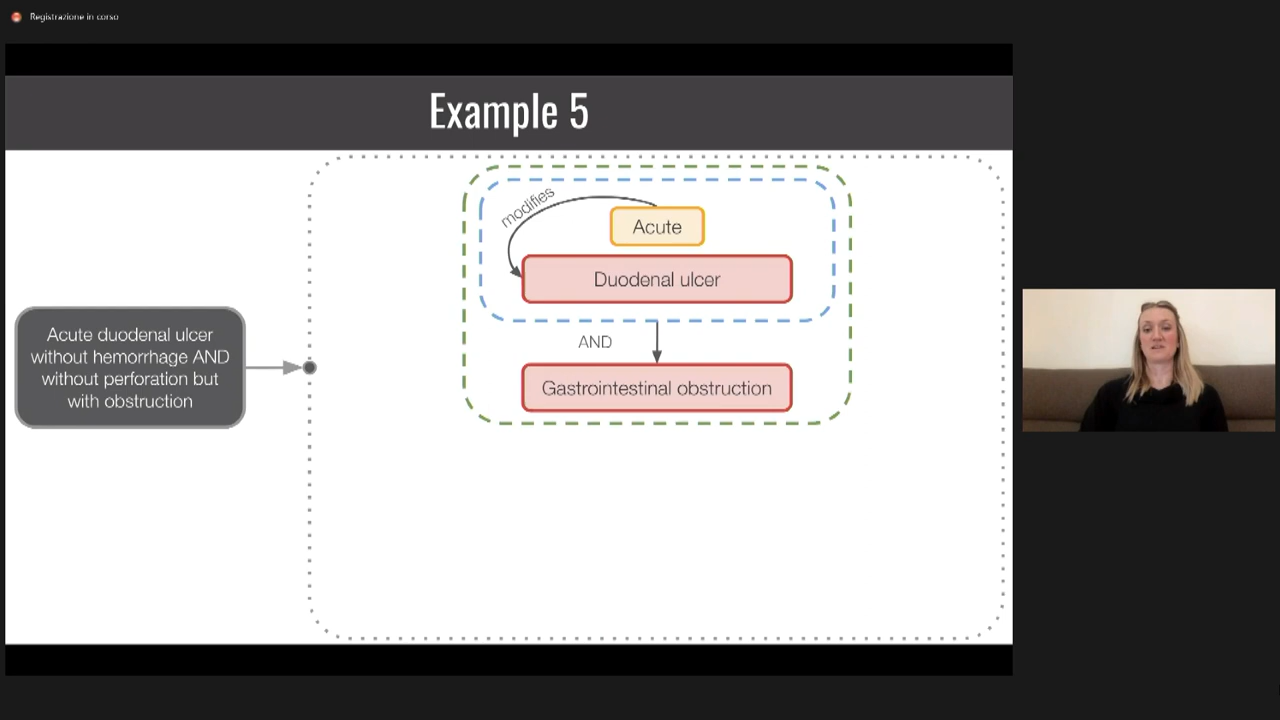 Registrazione in corso
Example 5
modifies
Acute
Duodenal ulcer
AND
Gastrointestinal obstruction
Acute duodenal ulcer
without hemorrhage AND
without perforation but
with obstruction